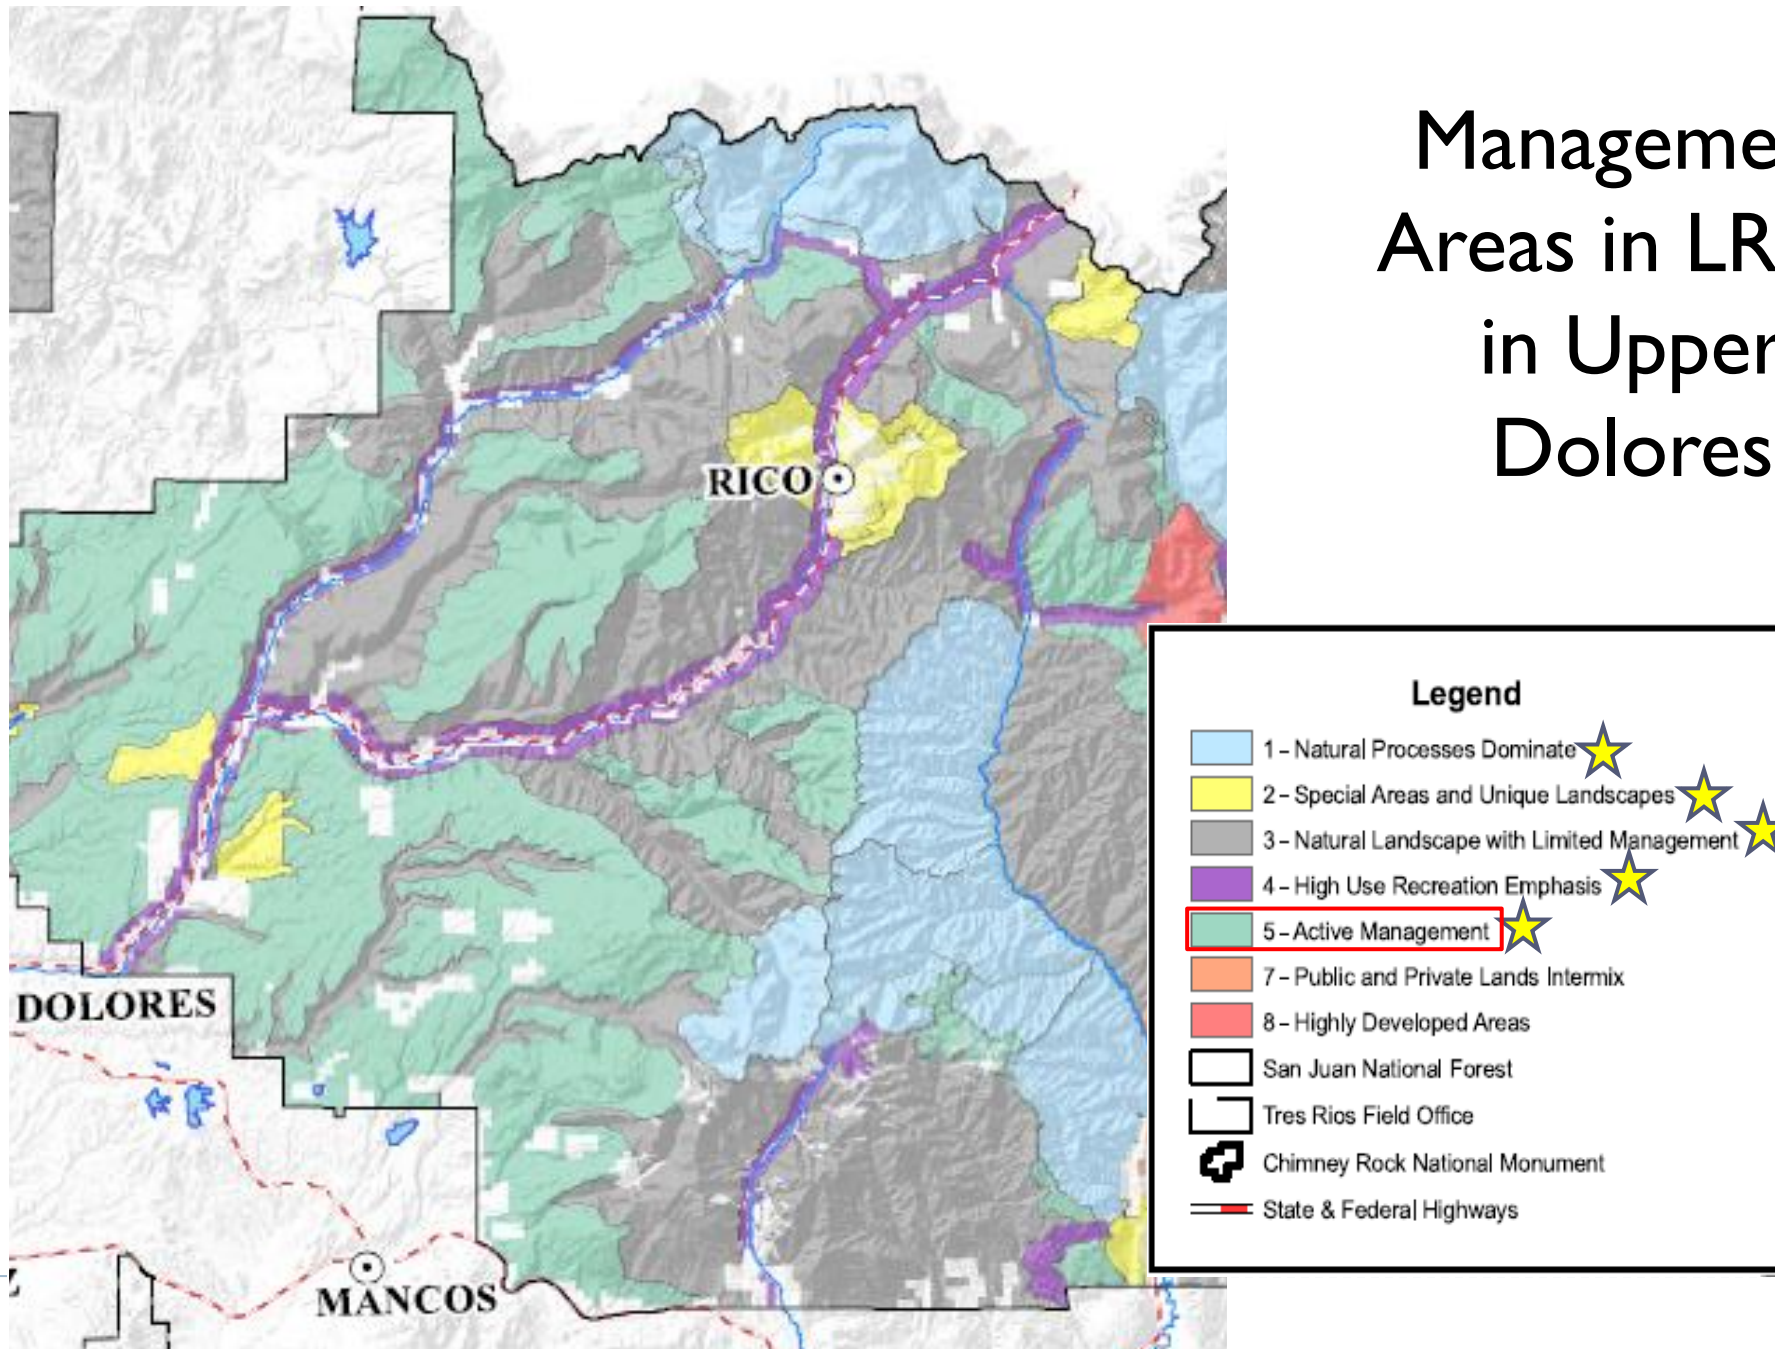 Manageme
Areas in LR
in Upper
Dolores
RICO
DOLORES
MANCOS
Legend
1 - Natural Processes Dominate
2 - Special Areas and Unique Landscapes
3 - Natural Landscape with Limited Management
4 - High Use Recreation Emphasis
5 - Active Management
7 - Public and Private Lands Intermix
8 - Highly Developed Areas
San Juan National Forest
Tres Rios Field Office
Chimney Rock National Monument
State & Federal Highways